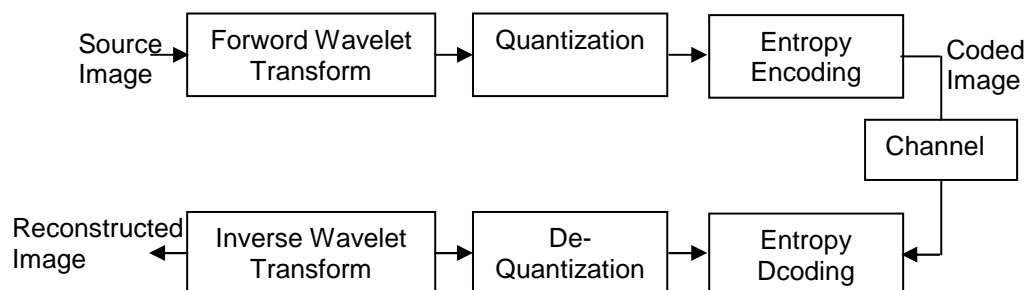 Source
Image
Forword Wavelet
Transform
Quantization
Entropy
Encoding
Coded
Image
Channel
Reconstructed
Image
Inverse Wavelet
Transform
De-
Quantization
Entropy
Dcoding